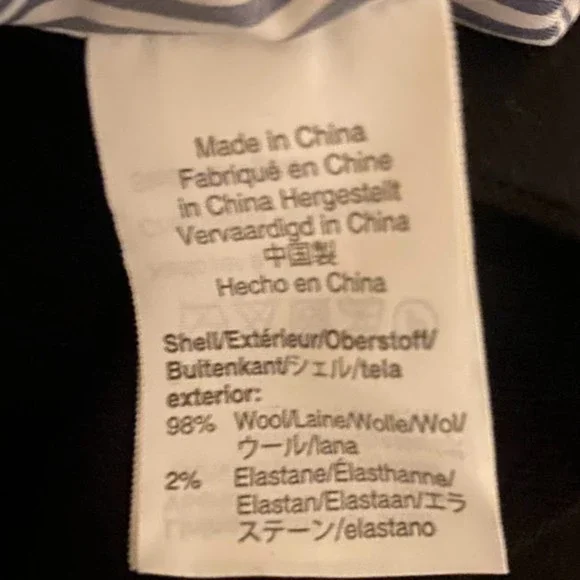 Made in China
Fabriqué en Chine
in China Hergestellt
Vervaardigd in China
中国製
Hecho en China
Shell/Extérieur/Oberstoff/
Buitenkant/シェル/tela
exterior:
98% Wool/Laine/Wolle/Wol/
ウール/lana
2% Elastane/Élasthanne/
Elastan/Elastaan/エラ
ステーン/elastano